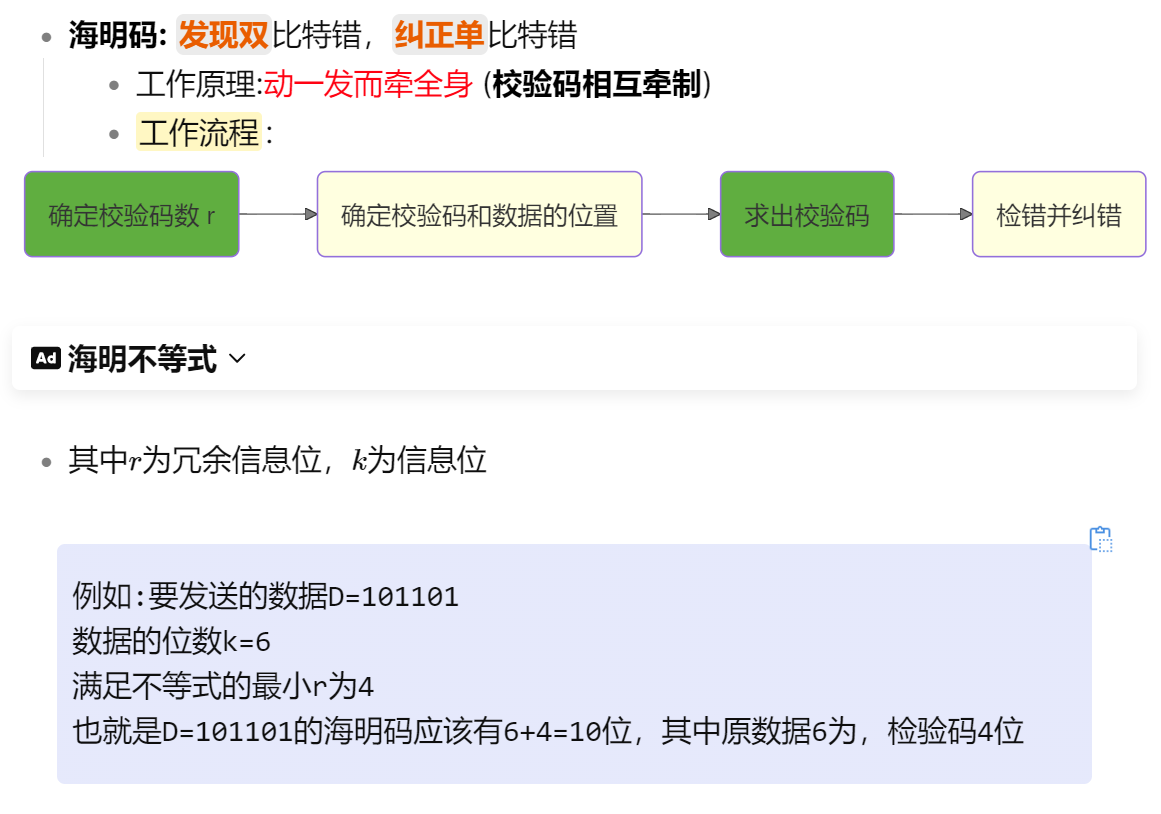 海明码: 发现双比特错，纠正单比特错
工作原理:动一发而牵全身 (校验码相互牵制)
工作流程：
确定校验码数 r
确定校验码和数据的位置
求出校验码
检错并纠错
Ad 海明不等式
其中r为冗余信息位，k为信息位
例如:要发送的数据D=101101
数据的位数k=6
满足不等式的最小r为4
也就是D=101101的海明码应该有6+4=10位，其中原数据6为，检验码4位